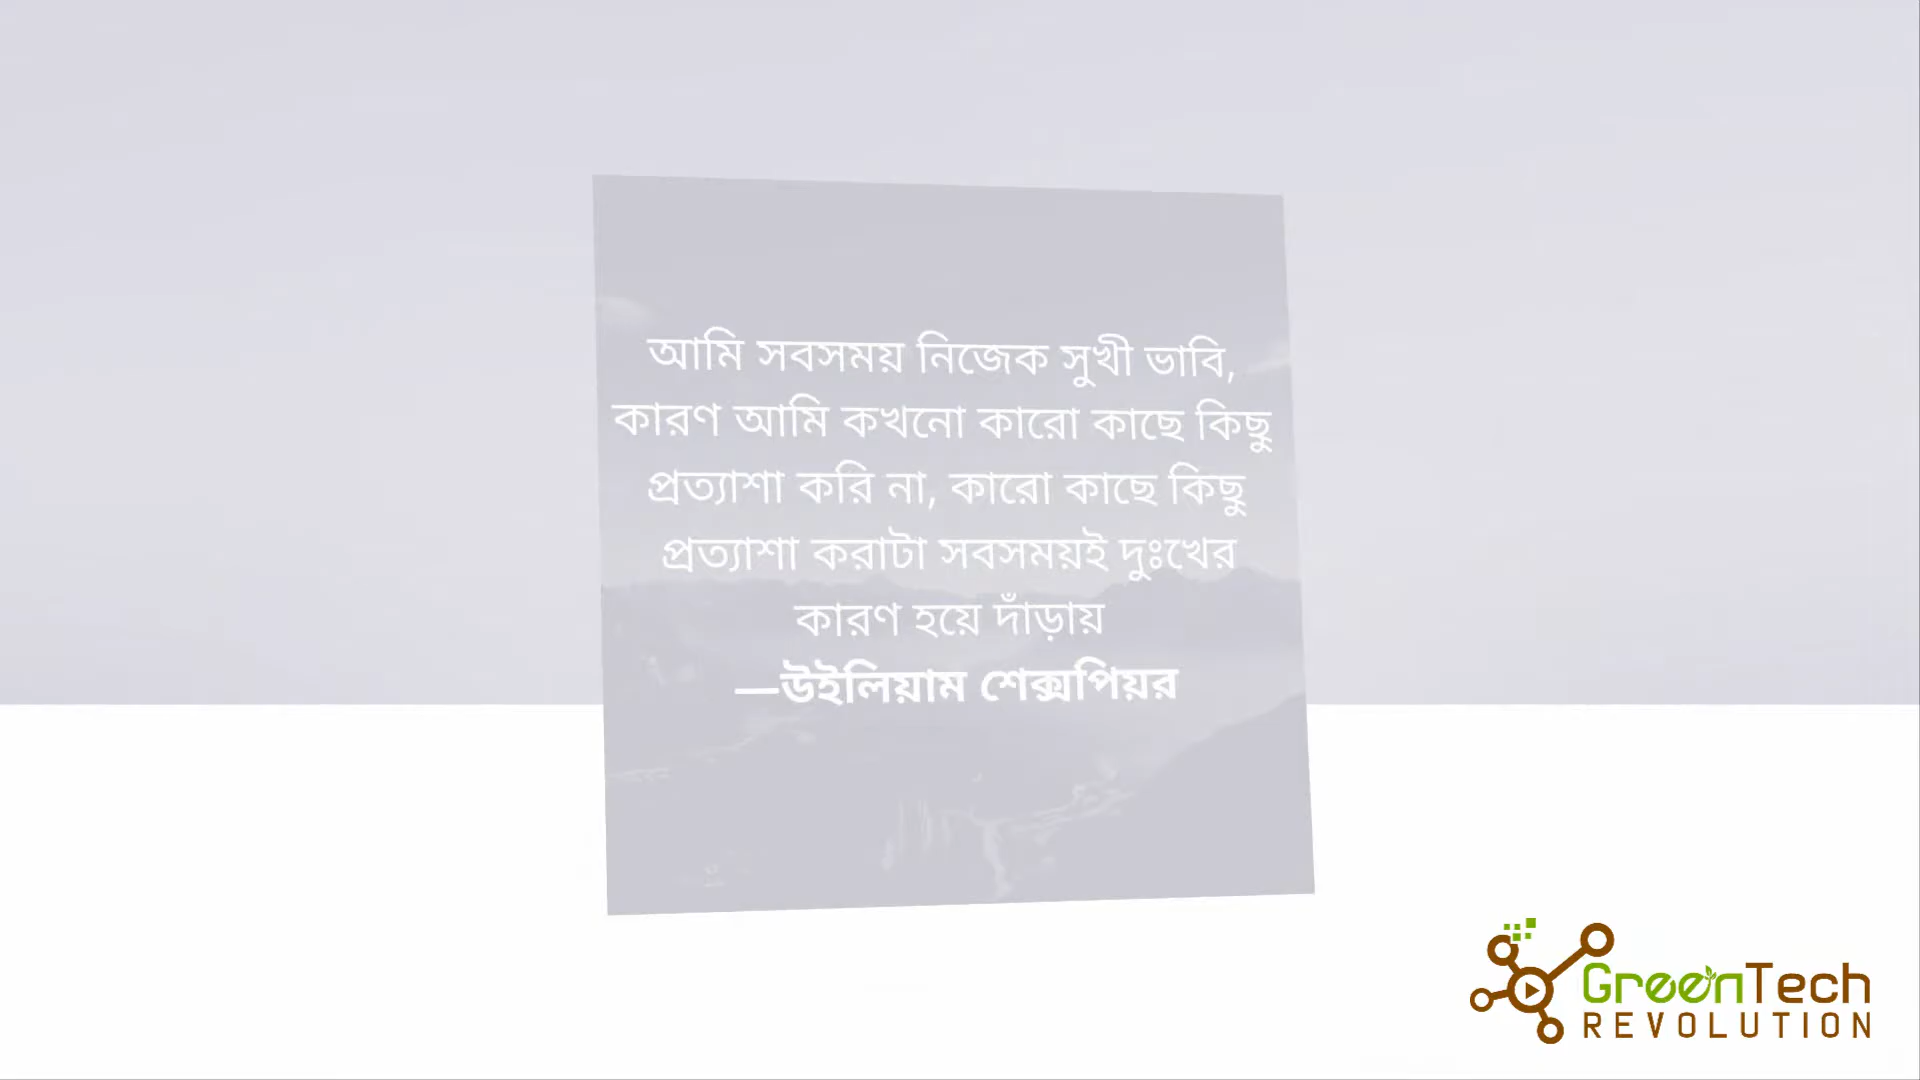 আমি সবসময় নিজেক সুখী ভাবি,
কারণ আমি কখনো কারো কাছে কিছু
প্রত্যাশা করি না, কারো কাছে কিছু
প্রত্যাশা করাটা সবসময়ই দুঃখের
কারণ হয়ে দাঁড়ায়
—উইলিয়াম শেক্সপিয়র
GreenTech
REVOLUTION